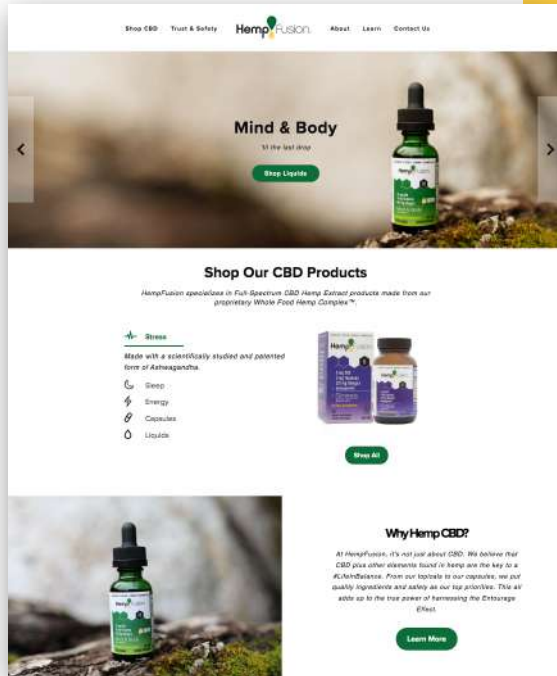 Shop CBD Trust & Safety HempFusion. About Learn Contact Us
Mind & Body
'til the last drop
Shop Liquids
HempFusion
Shop Our CBD Products
HempFusion specializes in Full-Spectrum CBD Hemp Extract products made from our
proprietary Whole Food Hemp Complex™.
Stress
Made with a scientifically studied and patented
form of Ashwagandha.
Sleep
Energy
Capsules
Liquids
HempFusion
Shop All
Why Hemp CBD?
At HempFusion, it's not just about CBD. We believe that
CBD plus other elements found in hemp are the key to a
#LifeInBalance. From our topicals to our capsules, we put
quality ingredients and safety as our top priorities. This all
adds up to the true power of harnessing the Entourage
Effect.
Learn More
HempFusion